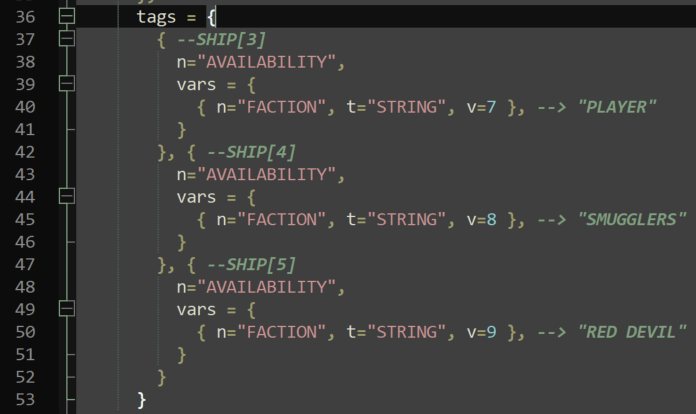 36 tags = {
37 { --SHIP[3]
38 n="AVAILABILITY",
39 vars = {
40 { n="FACTION", t="STRING", v=7 }, --> "PLAYER"
41 }
42 }, { --SHIP[4]
43 n="AVAILABILITY",
44 vars = {
45 { n="FACTION", t="STRING", v=8 }, --> "SMUGGLERS"
46 }
47 }, { --SHIP[5]
48 n="AVAILABILITY",
49 vars = {
50 { n="FACTION", t="STRING", v=9 }, --> "RED DEVIL"
51 }
52 }
53 }